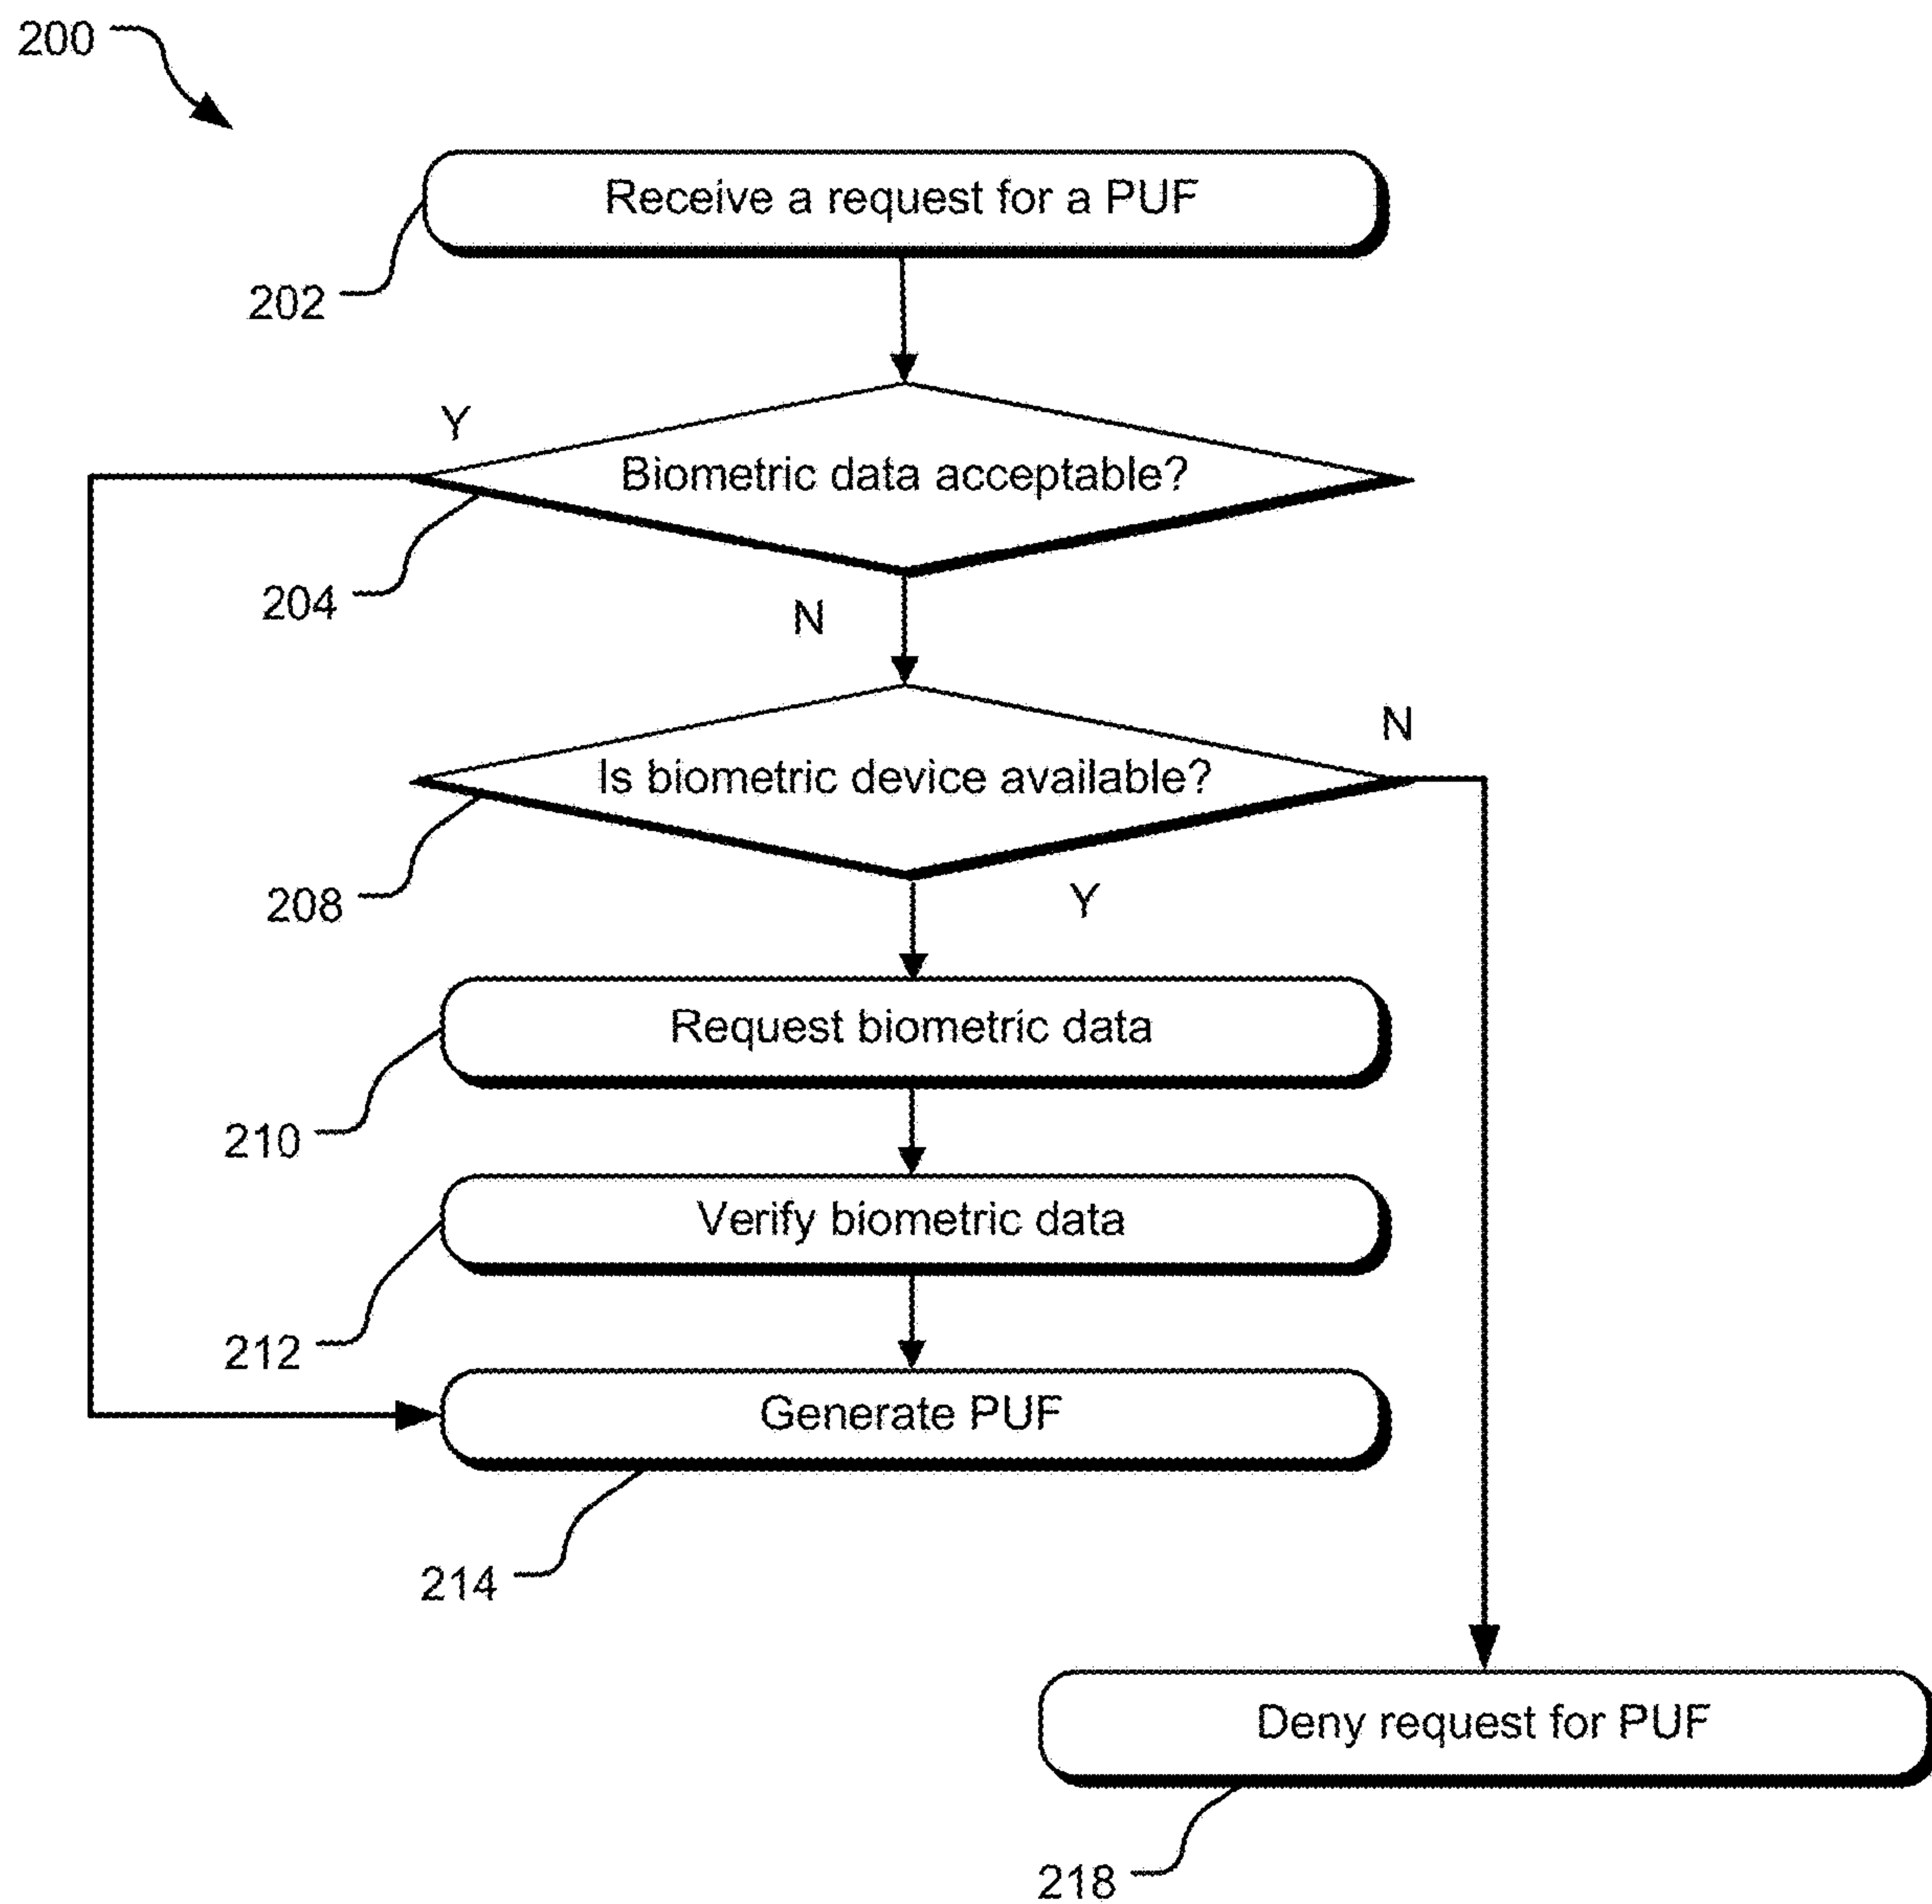 200
Receive a request for a PUF
202
Y
Biometric data acceptable?
204
N
N
Is biometric device available?
208
Y
Request biometric data
210
Verify biometric data
212
Generate PUF
214
Deny request for PUF
218